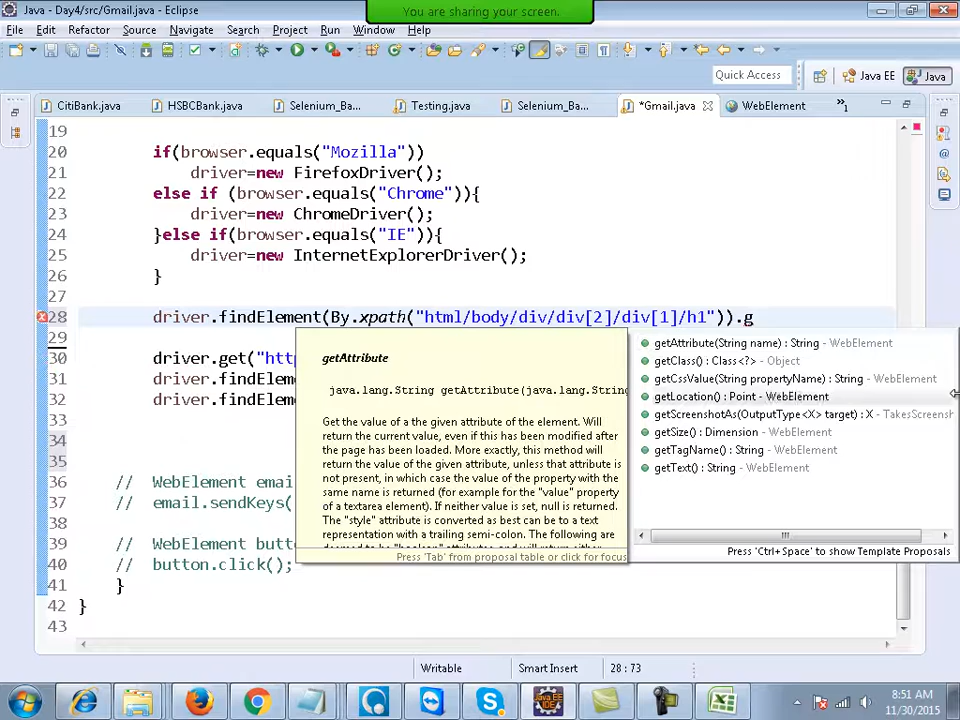 You are sharing your screen.
Java - Day4/src/Gmail.java - Eclipse
File Edit Refactor Source Navigate Search Project Run Window Help
Quick Access
Java EE
Java
CitiBank.java
HSBCBank.java
Selenium_Ba...
Testing.java
Selenium_Ba...
*Gmail.java
WebElement
»1
19
20 if(browser.equals("Mozilla"))
21 driver=new FirefoxDriver();
22 else if (browser.equals("Chrome")){
23 driver=new ChromeDriver();
24 }else if(browser.equals("IE")){
25 driver=new InternetExplorerDriver();
26 }
27
28 driver.findElement(By.xpath("html/body/div/div[2]/div[1]/h1")).g
29
30 driver.get("http
31 driver.findEleme
32 driver.findEleme
33
34
35
36 // WebElement emai
37 // email.sendKeys(
38
39 // WebElement butt
40 // button.click();
41 }
42 }
43
getAttribute
java.lang.String getAttribute(java.lang.String
Get the value of a the given attribute of the element. Will
return the current value, even if this has been modified after
the page has been loaded. More exactly, this method will
return the value of the given attribute, unless that attribute is
not present, in which case the value of the property with the
same name is returned (for example for the "value" property
of a textarea element). If neither value is set, null is returned.
The "style" attribute is converted as best can be to a text
representation with a trailing semi-colon. The following are
Press 'Tab' from proposal table or click for focus
getAttribute(String name) : String - WebElement
getClass() : Class<?> - Object
getCssValue(String propertyName) : String - WebElement
getLocation() : Point - WebElement
getScreenshotAs(OutputType<X> target) : X - TakesScreensh
getSize() : Dimension - WebElement
getTagName() : String - WebElement
getText() : String - WebElement
Press 'Ctrl+Space' to show Template Proposals
Writable
Smart Insert
28 : 73
8:51 AM
11/30/2015